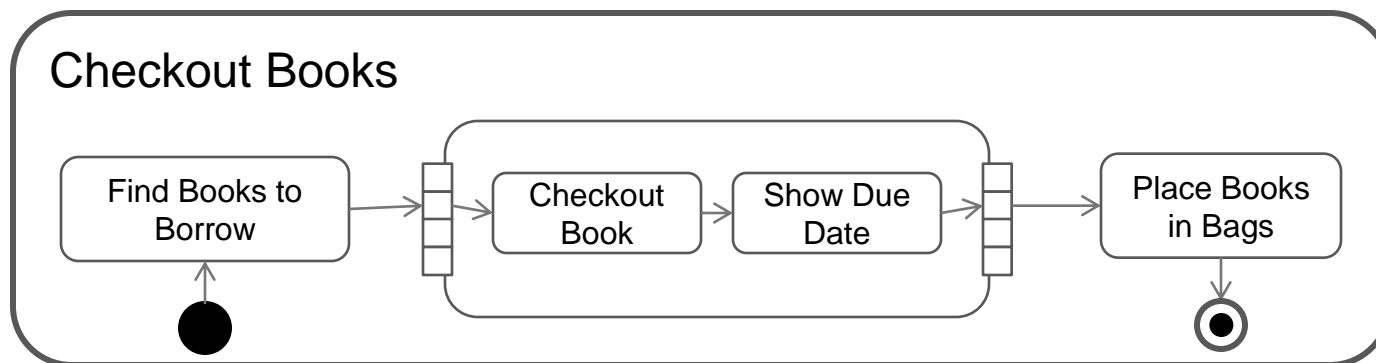 Checkout Books
Find Books to
Borrow
Checkout
Book
Show Due
Date
Place Books
in Bags